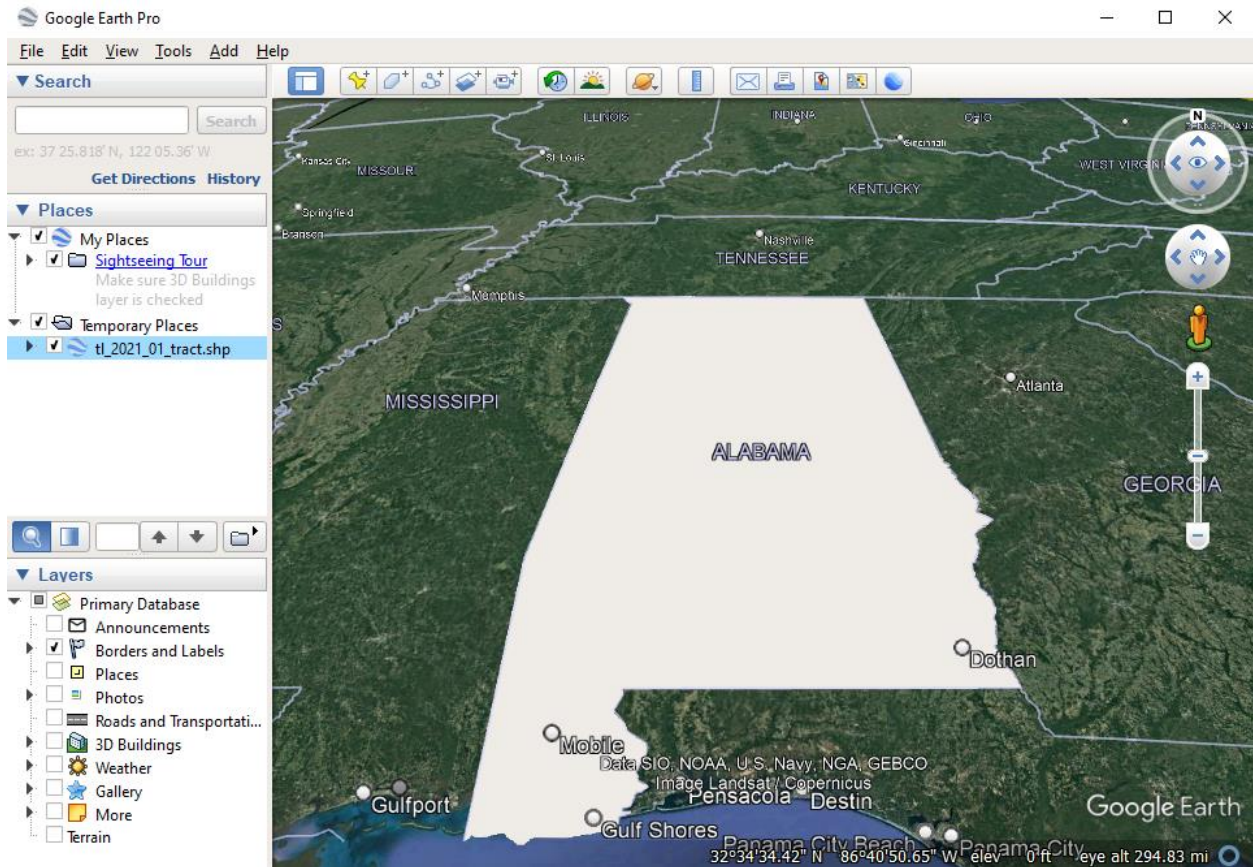 Google Earth Pro
File Edit View Tools Add Help
Search
Search
ex: 37 25.818' N, 122 05.36' W
Get Directions History
Places
My Places
Sightseeing Tour
Make sure 3D Buildings
layer is checked
Temporary Places
tl_2021_01_tract.shp
Layers
Primary Database
Announcements
Borders and Labels
Places
Photos
Roads and Transportati...
3D Buildings
Weather
Gallery
More
Terrain
ILLINOIS
INDIANA
OHIO
N
Kansas City
MISSOURI
St. Louis
Cincinnati
WEST VIRGINI
KENTUCKY
Springfield
Branson
Nashville
TENNESSEE
Memphis
S
Atlanta
MISSISSIPPI
ALABAMA
GEORGIA
Dothan
Mobile
Data SIO, NOAA, U.S. Navy, NGA, GEBCO
Image Landsat / Copernicus
Gulfport
Pensacola
Destin
Google Earth
Gulf Shores
Panama City Beach
Panama City
32°34'34.42" N 86°40'50.65" W elev 0 ft eye alt 294.83 mi